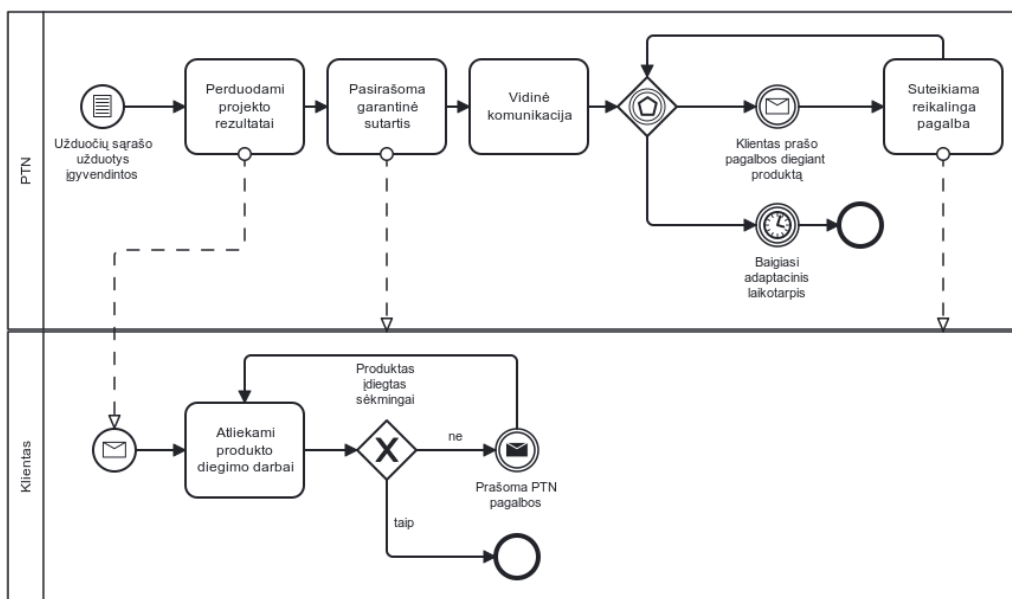 PTN
Užduočių sąrašo
užduotys
įgyvendintos
Perduodami
projekto
rezultatai
Pasirašoma
garantinė
sutartis
Vidinė
komunikacija
Klientas prašo
pagalbos diegiant
produktą
Suteikiama
reikalinga
pagalba
Baigiasi
adaptacinis
laikotarpis
Klientas
Atliekami
produkto
diegimo darbai
Produktas
įdiegtas
sėkmingai
ne
Prašoma PTN
pagalbos
taip